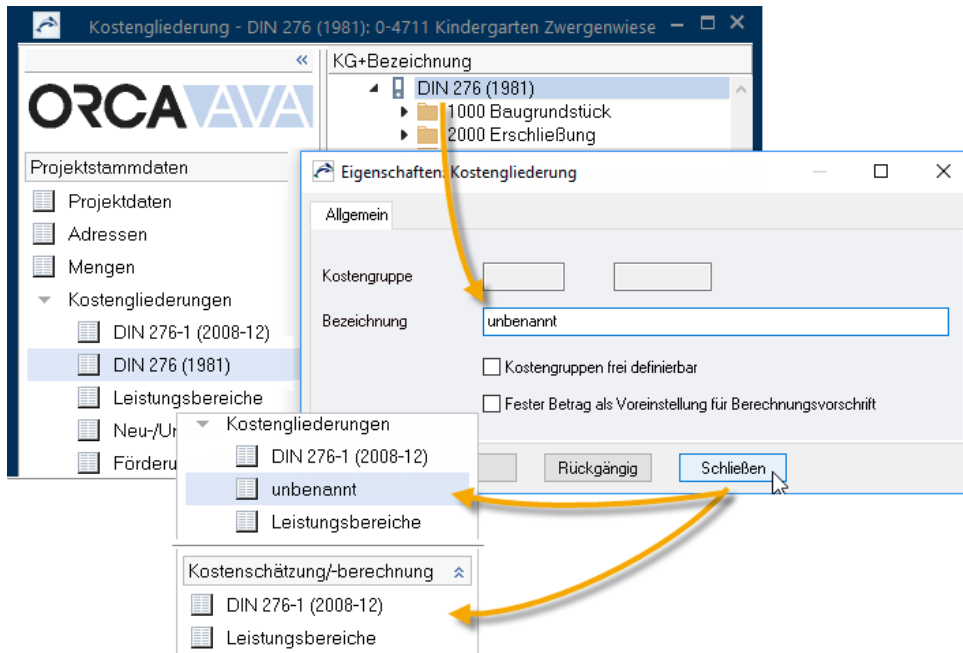 Kostengliederung - DIN 276 (1981): 0-4711 Kindergarten Zwergenwiese
KG+Bezeichnung
DIN 276 (1981)
1000 Baugrundstück
2000 Erschließung
ORCA AVA
Projektstammdaten
Projektdaten
Adressen
Mengen
Kostengliederungen
DIN 276-1 (2008-12)
DIN 276 (1981)
Leistungsbereiche
Neu-/Ur
Förderu
Eigenschaften: Kostengliederung
Allgemein
Kostengruppe
Bezeichnung
unbenannt
Kostengruppen frei definierbar
Fester Betrag als Voreinstellung für Berechnungsvorschrift
Rückgängig
Schließen
Kostengliederungen
DIN 276-1 (2008-12)
unbenannt
Leistungsbereiche
Kostenschätzung/-berechnung
DIN 276-1 (2008-12)
Leistungsbereiche